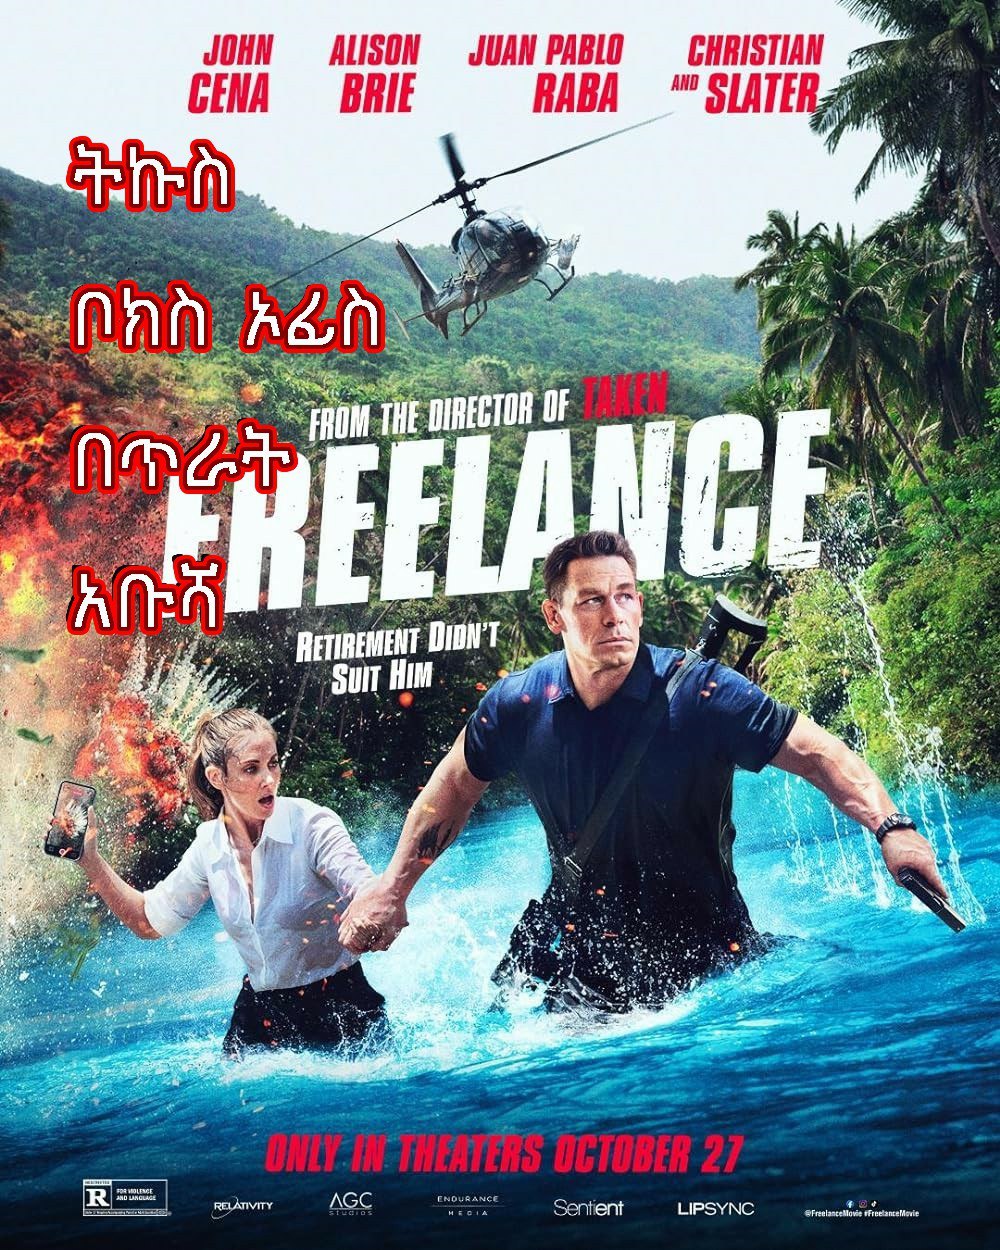 JOHN CENA
ALISON BRIE
JUAN PABLO RABA
CHRISTIAN AND SLATER
ትኩስ
ቦክስ ኦፊስ
በጥራት
አቡሻ
FROM THE DIRECTOR OF TAKEN
FREELANCE
RETIREMENT DIDN'T
SUIT HIM
ONLY IN THEATERS OCTOBER 27
RESTRICTED
R
FOR VIOLENCE
AND LANGUAGE
RELATIVITY
AGC
studios
ENDURANCE
MEDIA
Sentient
LIPSYNC
@FreelanceMovie #FreelanceMovie